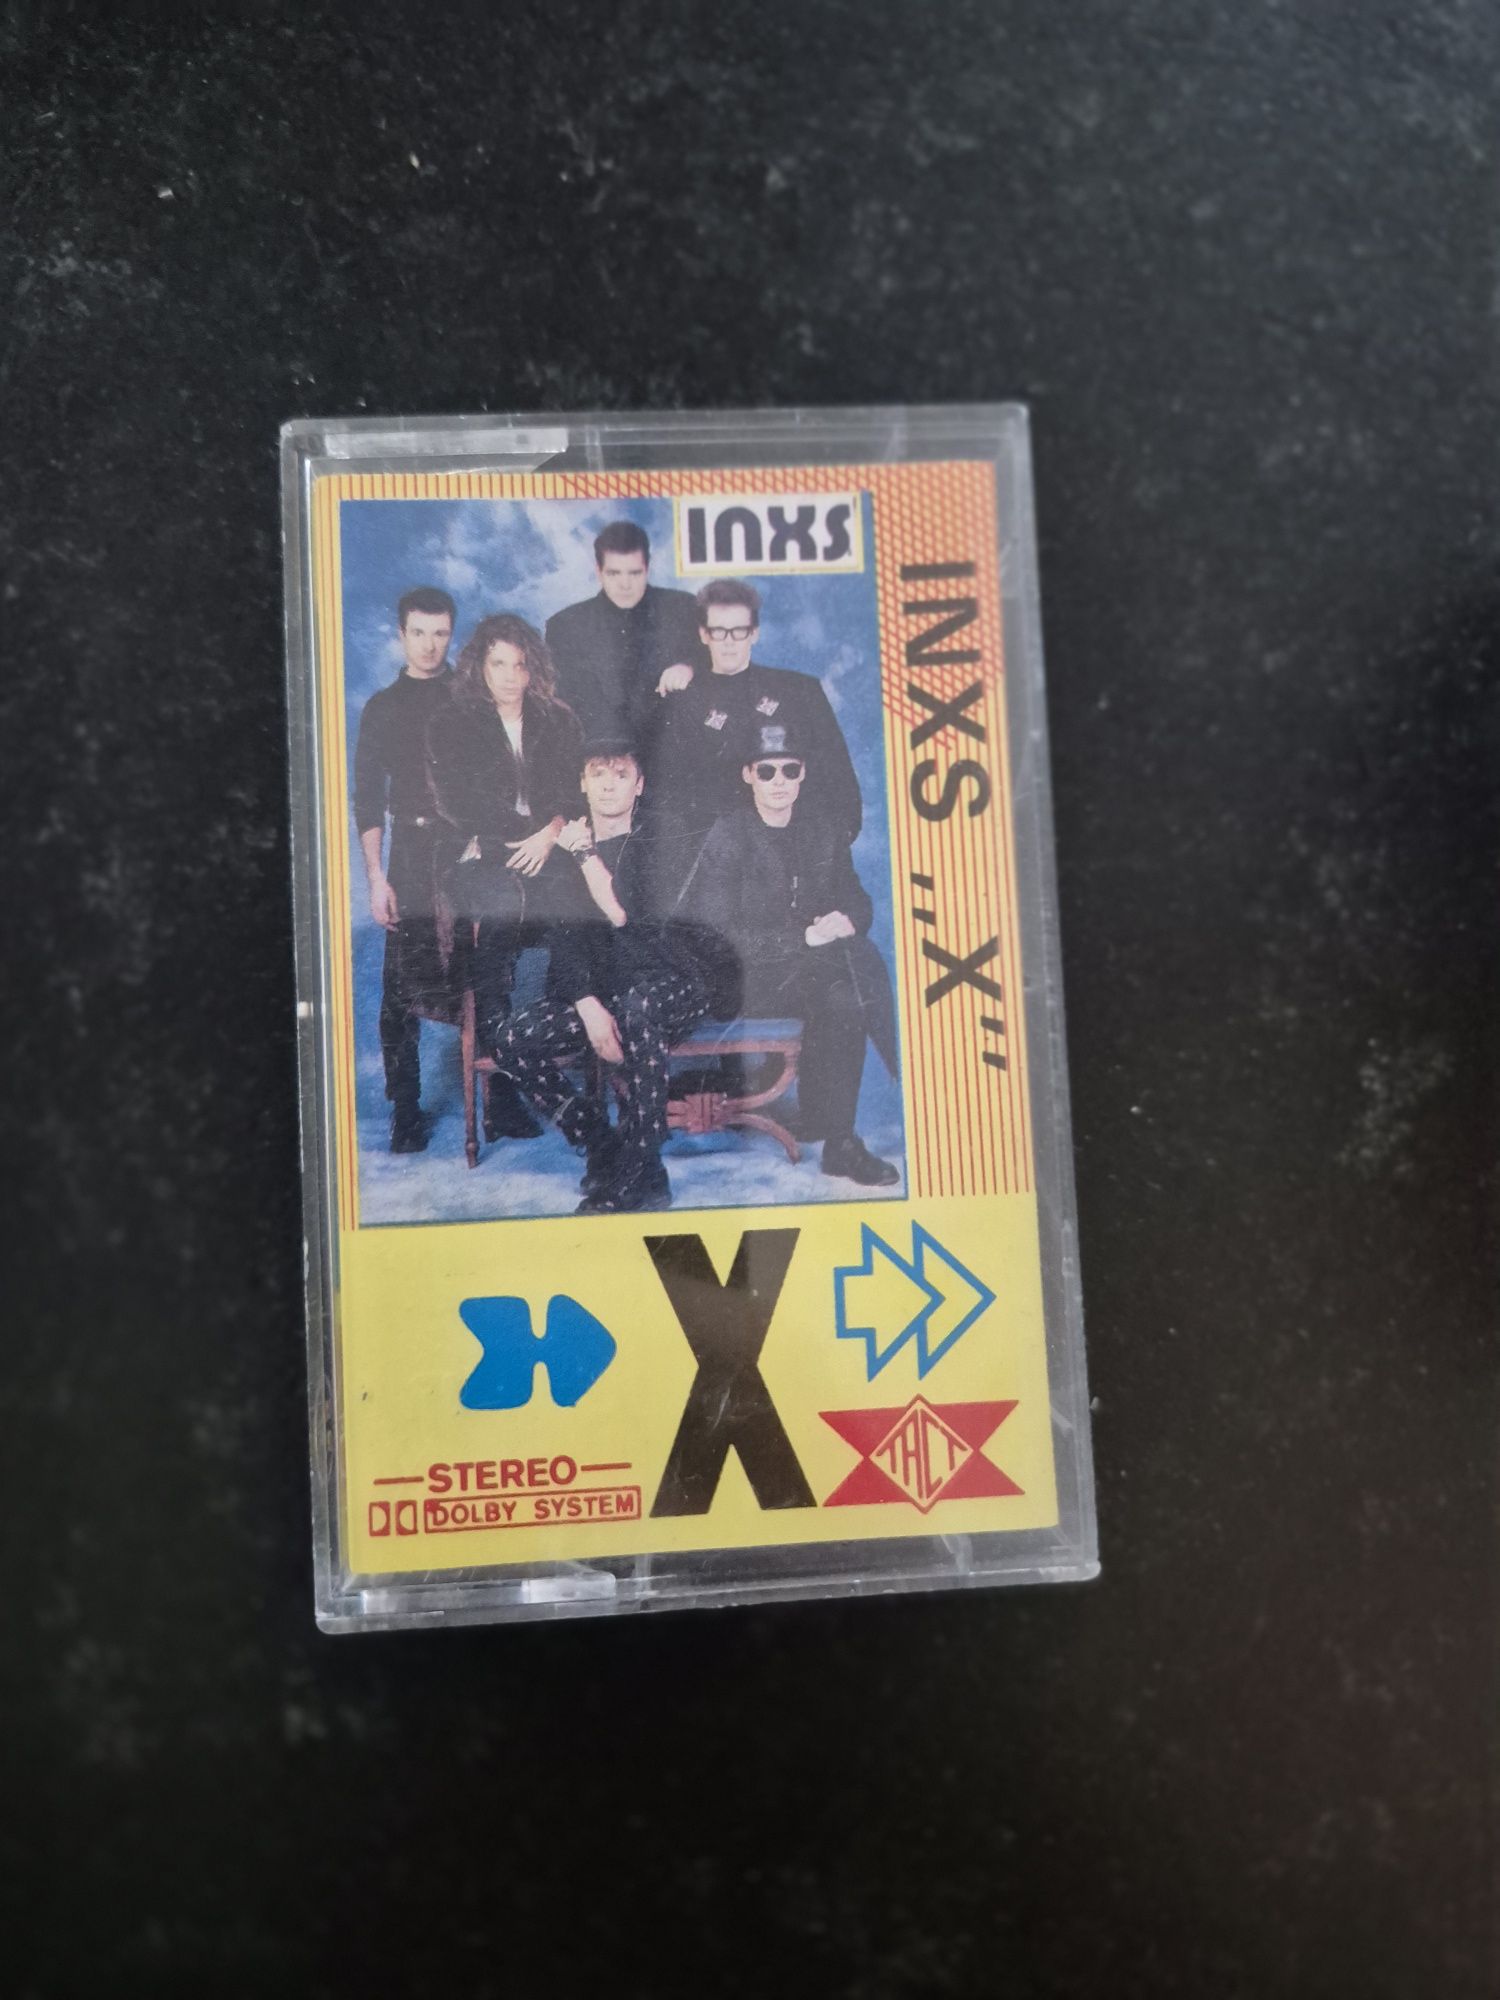 INXS
INXS „X”
X
TACT
STEREO
DOLBY SYSTEM